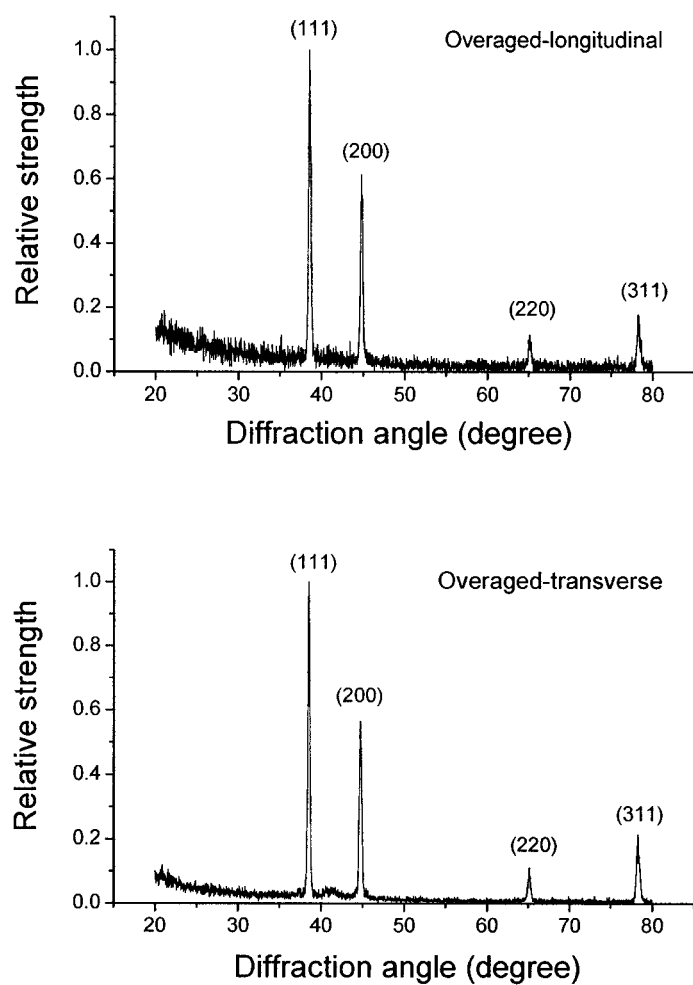 (111)
Overaged-longitudinal
1.0
(200)
0.8
0.6
0.4
(220)
(311)
0.2
0.0
Relative strength
20 30 40 50 60 70 80
Diffraction angle (degree)
(111)
Overaged-transverse
1.0
(200)
0.8
0.6
0.4
(220)
(311)
0.2
0.0
Relative strength
20 30 40 50 60 70 80
Diffraction angle (degree)